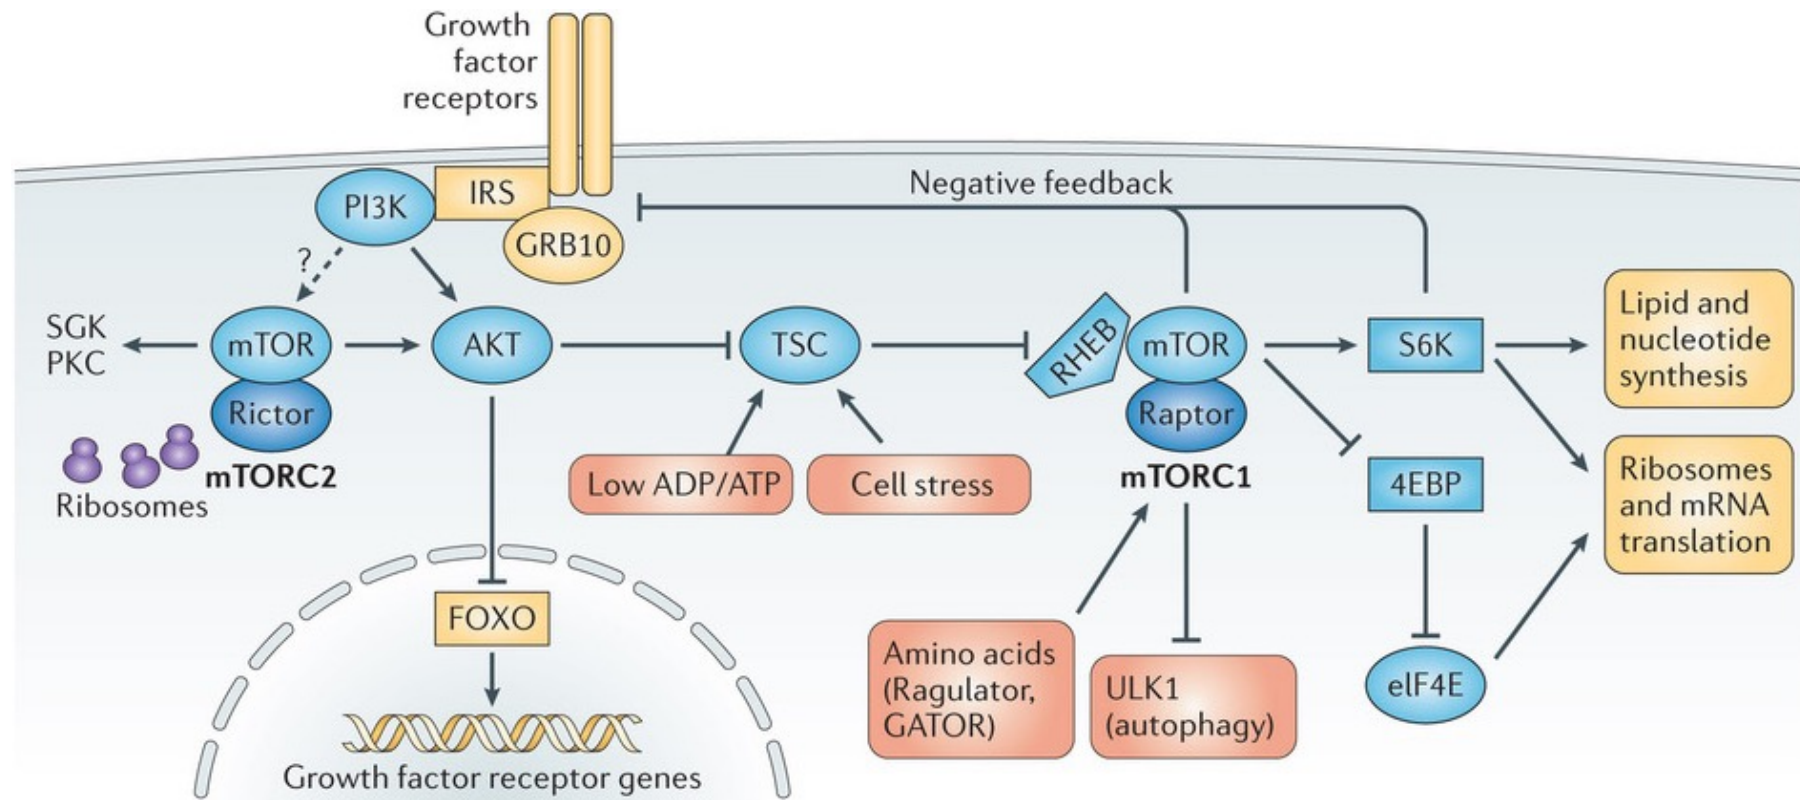 Growth
factor
receptors
PI3K
IRS
GRB10
Negative feedback
?
SGK
PKC
mTOR
AKT
TSC
RHEB
mTOR
S6K
Lipid and
nucleotide
synthesis
Rictor
Raptor
mTORC2
mTORC1
Ribosomes
Low ADP/ATP
Cell stress
4EBP
Ribosomes
and mRNA
translation
FOXO
Amino acids
(Ragulator,
GATOR)
ULK1
(autophagy)
elF4E
Growth factor receptor genes